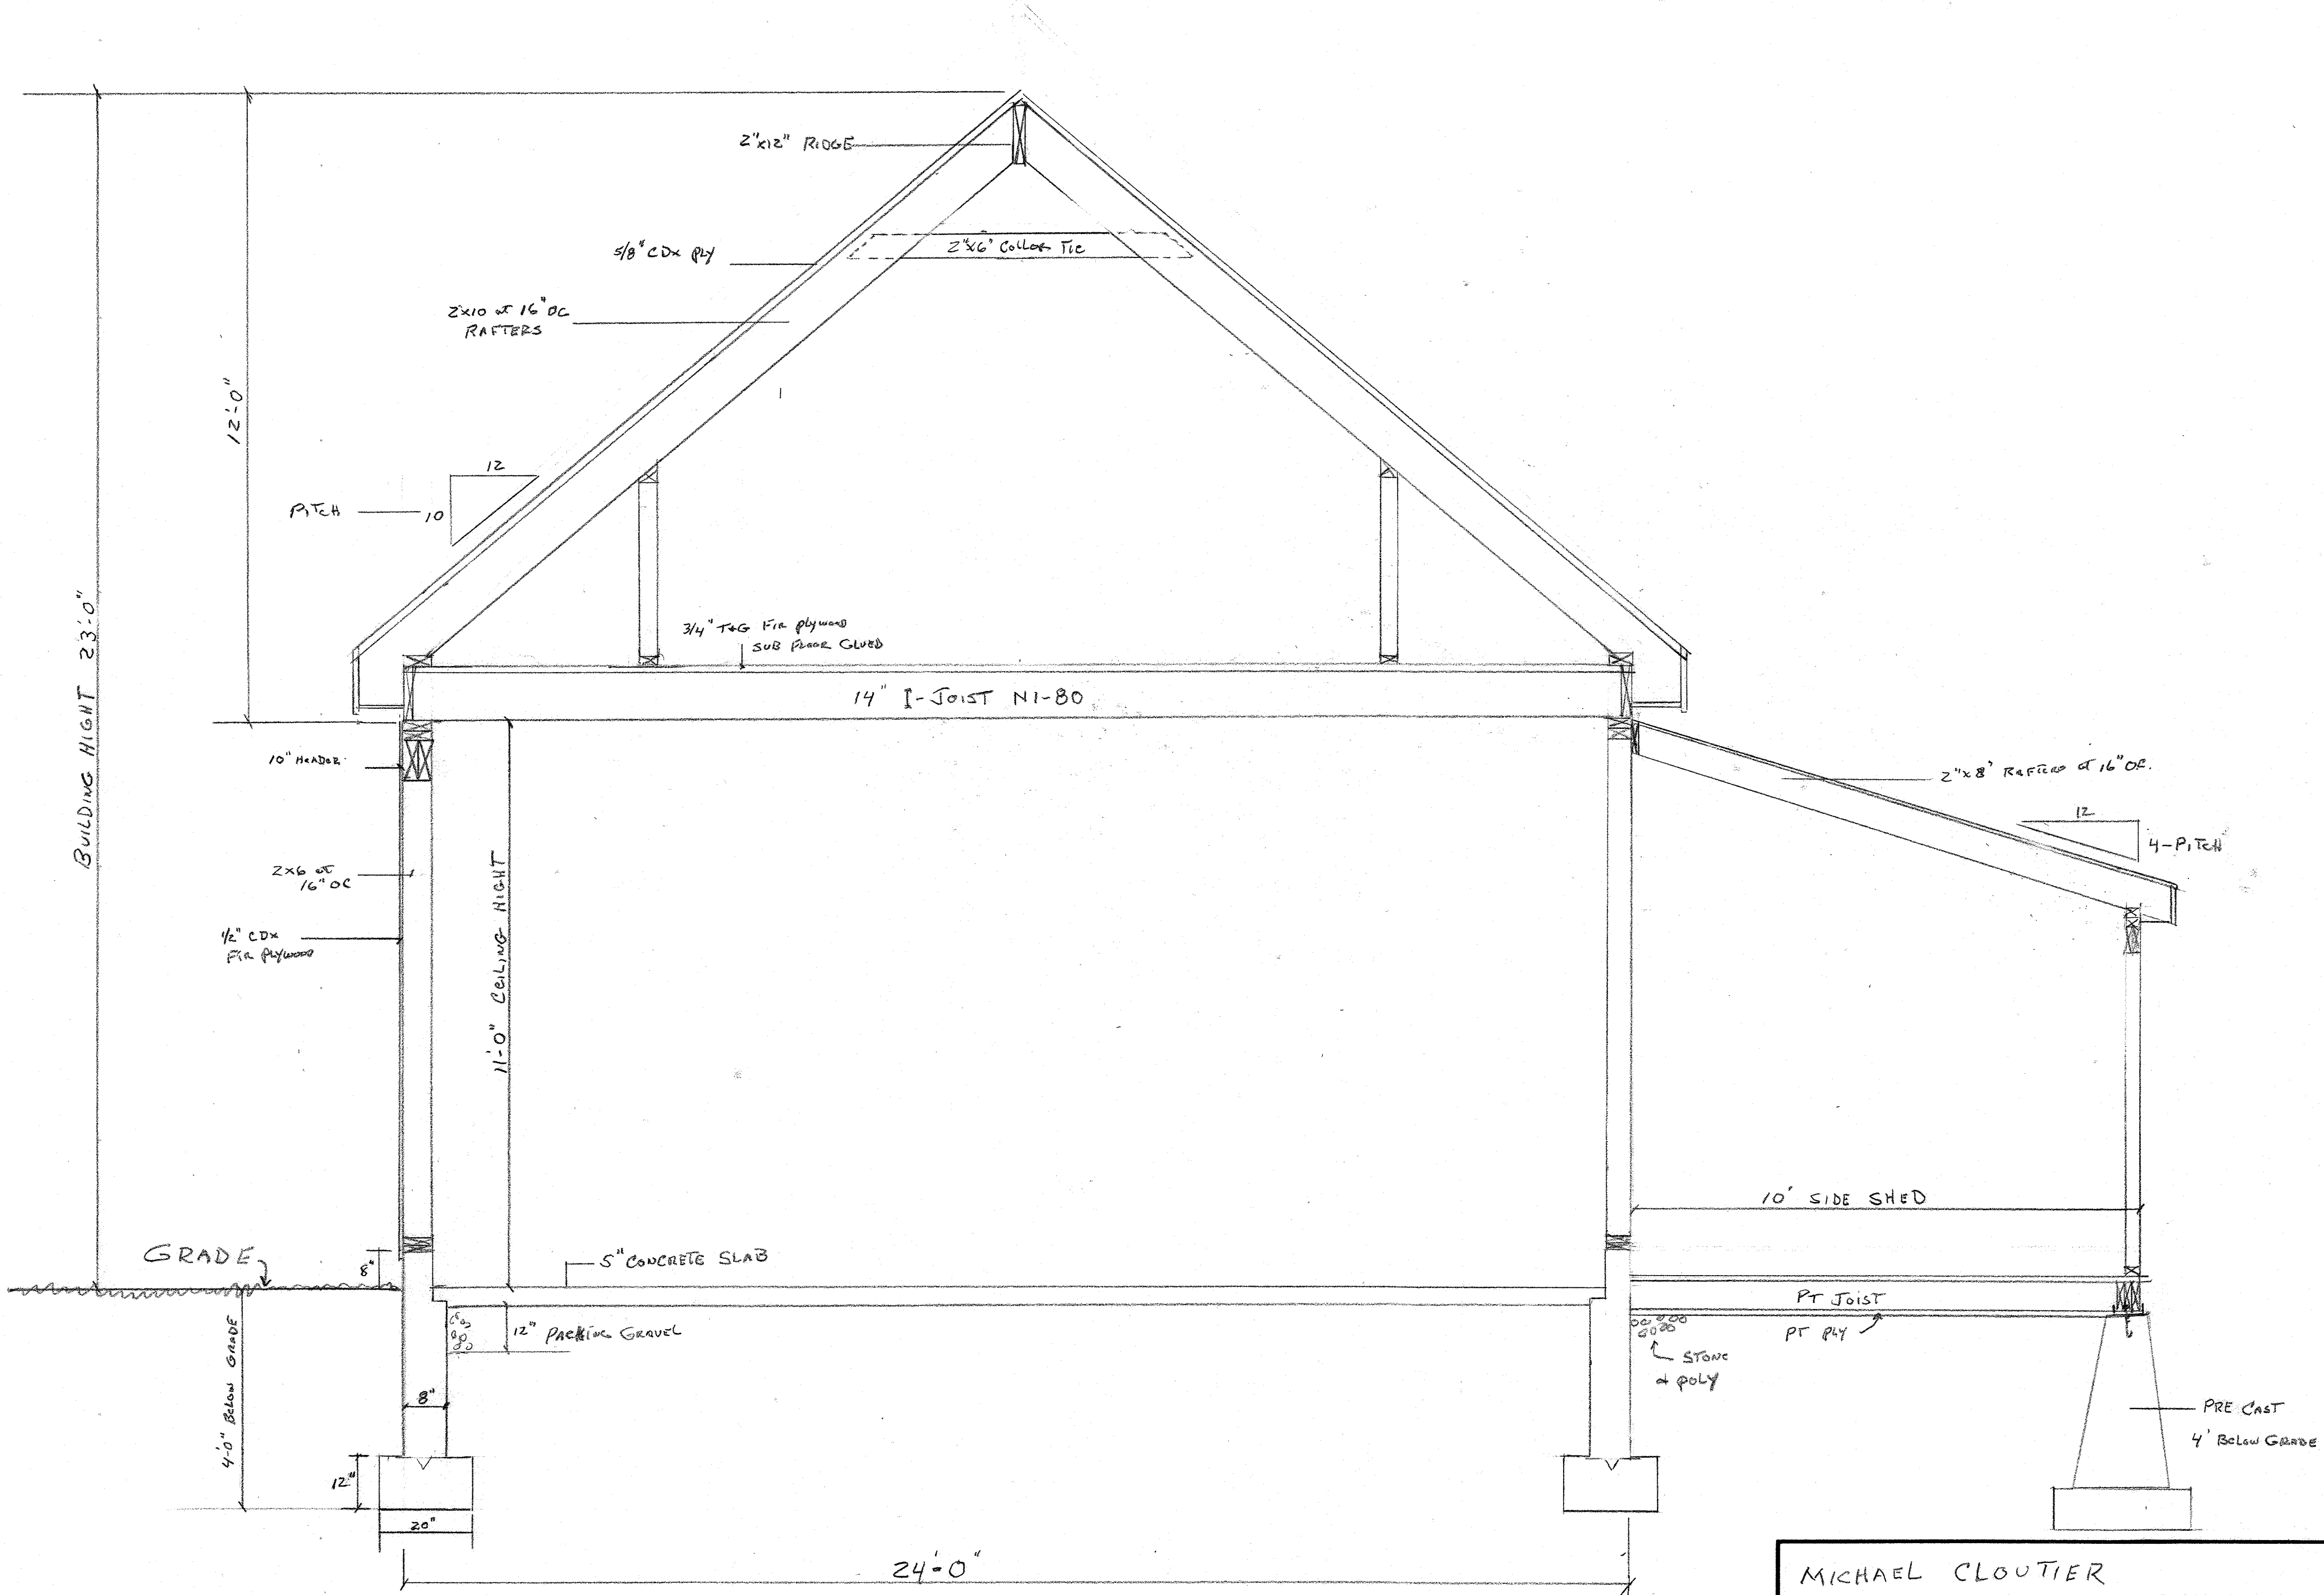 2"x12" RIDGE
5/8" CDX PLY
2"x6" COLLAR TIE
2x10 at 16" OC
RAFTERS
12'-0"
12
PITCH
10
BUILDING HIGHT 23'-0"
3/4" T+G FIR plywood
SUB FLOOR GLUED
14" I-JOIST NI-80
10" HEADER
2"x8" RAFTERS at 16" OC.
12
4-PITCH
2x6 at
16" OC
1/2" CDX
FIR PLYWOOD
11'-0" CEILING HIGHT
10' SIDE SHED
GRADE
8"
5" CONCRETE SLAB
PT JOIST
12" PACKING GRAVEL
PT PLY
STONE
& POLY
4'-0" BELOW GRADE
8"
PRE CAST
4' BELOW GRADE
12"
20"
24'-0"
MICHAEL CLOUTIER